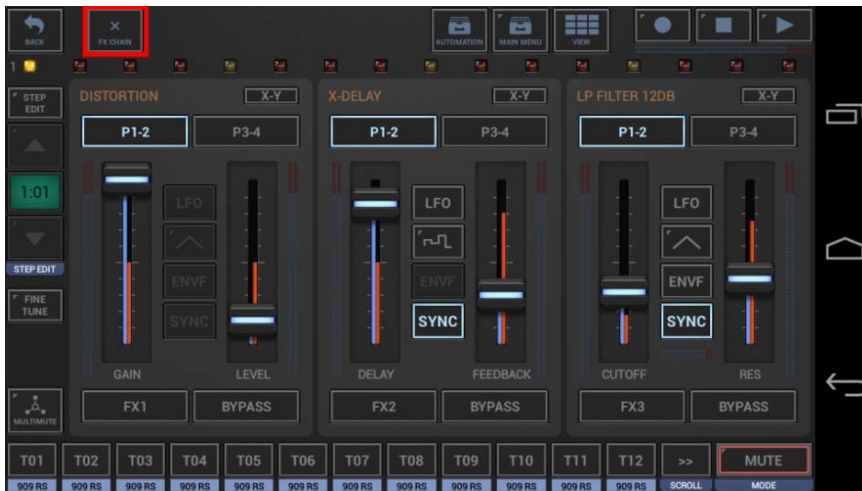 BACK
FX CHAIN
AUTOMATION
MAIN MENU
VIEW
1
STEP
EDIT
DISTORTION
X-Y
X-DELAY
X-Y
LP FILTER 12DB
X-Y
P1-2
P3-4
P1-2
P3-4
P1-2
P3-4
1:01
LFO
LFO
LFO
STEP EDIT
ENVF
ENVF
ENVF
FINE
TUNE
SYNC
SYNC
SYNC
GAIN
LEVEL
DELAY
FEEDBACK
CUTOFF
RES
MULTIMUTE
FX1
BYPASS
FX2
BYPASS
FX3
BYPASS
T01
T02
T03
T04
T05
T06
T07
T08
T09
T10
T11
T12
>>
MUTE
909 RS
909 RS
909 RS
909 RS
909 RS
909 RS
909 RS
909 RS
909 RS
909 RS
909 RS
909 RS
SCROLL
MODE